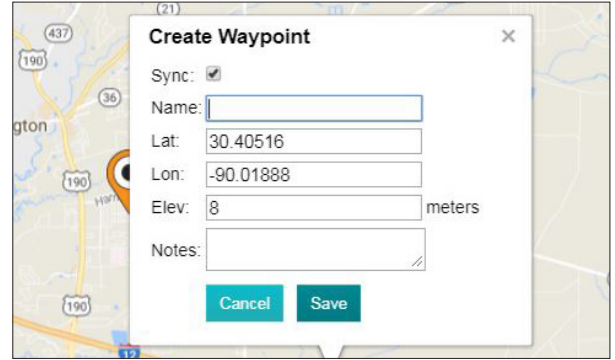 (21)
437
190
36
gton
190
Harr
190
12
Create Waypoint
×
Sync:
Name:
Lat: 30.40516
Lon: -90.01888
Elev: 8 meters
Notes:
Cancel Save